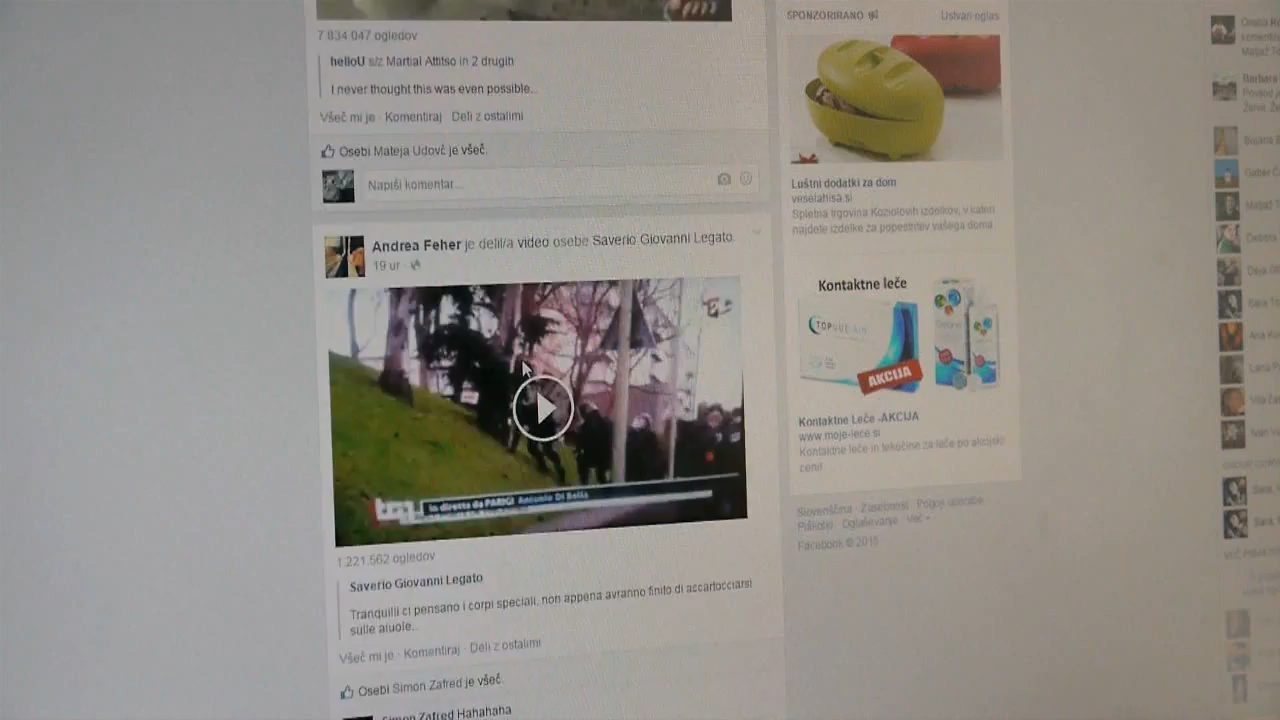 7 834 047 ogledov
helloU s/z Martial Attitso in 2 drugih
I never thought this was even possible...
Všeč mi je · Komentiraj · Deli z ostalimi
Osebi Mateja Udovč je všeč.
Napiši komentar...
Andrea Feher je delil/a video osebe Saverio Giovanni Legato.
19 ur ·
In diretta da PARIGI Antonio Di Bella
1.221.562 ogledov
Saverio Giovanni Legato
Tranquilli ci pensano i corpi speciali, non appena avranno finito di accartocciarsi
sulle aiuole...
Všeč mi je · Komentiraj · Deli z ostalimi
Osebi Simon Zafred je všeč.
Simon Zafred Hahahaha
SPONZORIRANO
Ustvari oglas
Luštni dodatki za dom
veselahisa.si
Spletna trgovina Koziolovih izdelkov, v kateri
najdete izdelke za popestritev vašega doma
Kontaktne leče
AKCIJA
Kontaktne Leče -AKCIJA
www.moje-lece.si
Kontaktne leče in tekočine za leče po akcijski
ceni!
Slovenščina · Zasebnost · Pogoji uporabe
Piškotki · Oglaševanje · Več
Facebook ©
Barbara